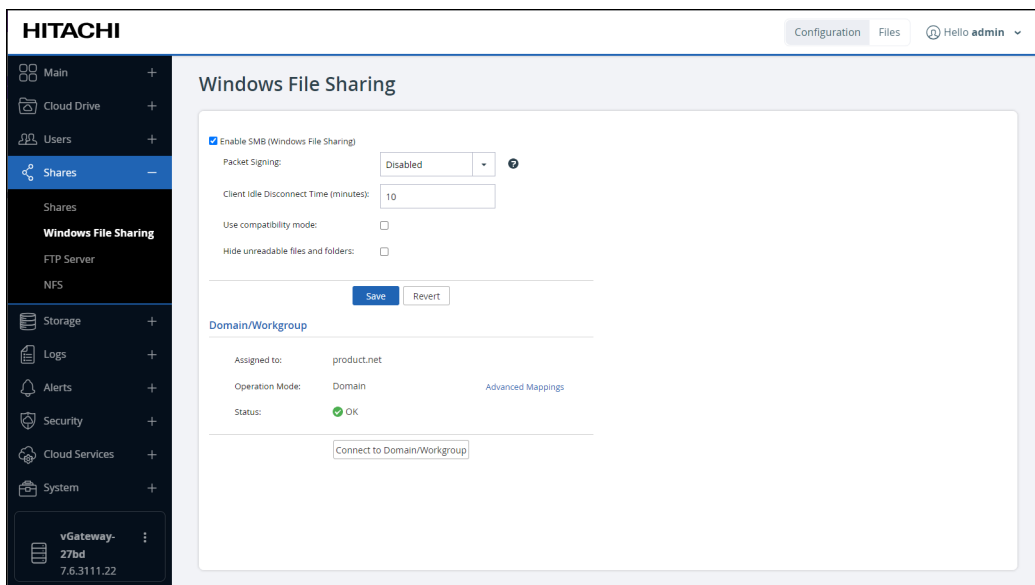 HITACHI
Configuration
Files
Hello admin
Main
Cloud Drive
Users
Shares
Shares
Windows File Sharing
FTP Server
NFS
Storage
Logs
Alerts
Security
Cloud Services
System
vGateway-
27bd
7.6.3111.22
Windows File Sharing
Enable SMB (Windows File Sharing)
Packet Signing: Disabled
Client Idle Disconnect Time (minutes): 10
Use compatibility mode:
Hide unreadable files and folders:
Save Revert
Domain/Workgroup
Assigned to: product.net
Operation Mode: Domain Advanced Mappings
Status: OK
Connect to Domain/Workgroup